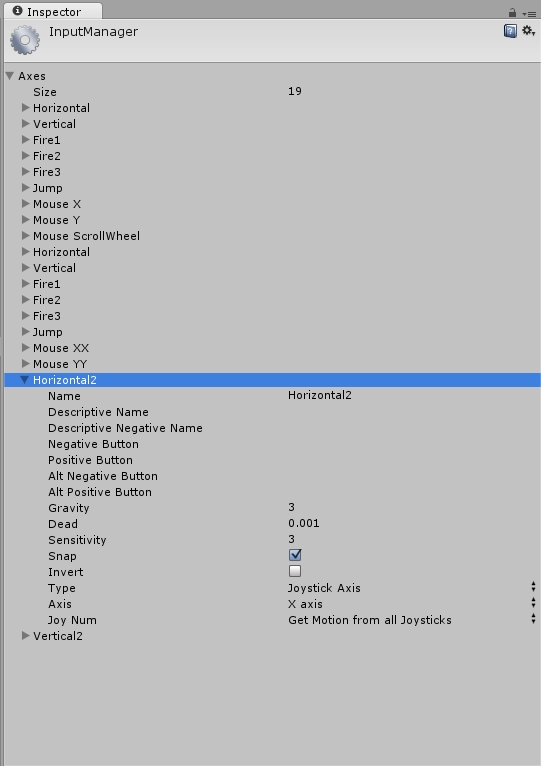 Inspector
InputManager
Axes
Size 19
Horizontal
Vertical
Fire1
Fire2
Fire3
Jump
Mouse X
Mouse Y
Mouse ScrollWheel
Horizontal
Vertical
Fire1
Fire2
Fire3
Jump
Mouse XX
Mouse YY
Horizontal2
Name Horizontal2
Descriptive Name
Descriptive Negative Name
Negative Button
Positive Button
Alt Negative Button
Alt Positive Button
Gravity 3
Dead 0.001
Sensitivity 3
Snap
Invert
Type Joystick Axis
Axis X axis
Joy Num Get Motion from all Joysticks
Vertical2